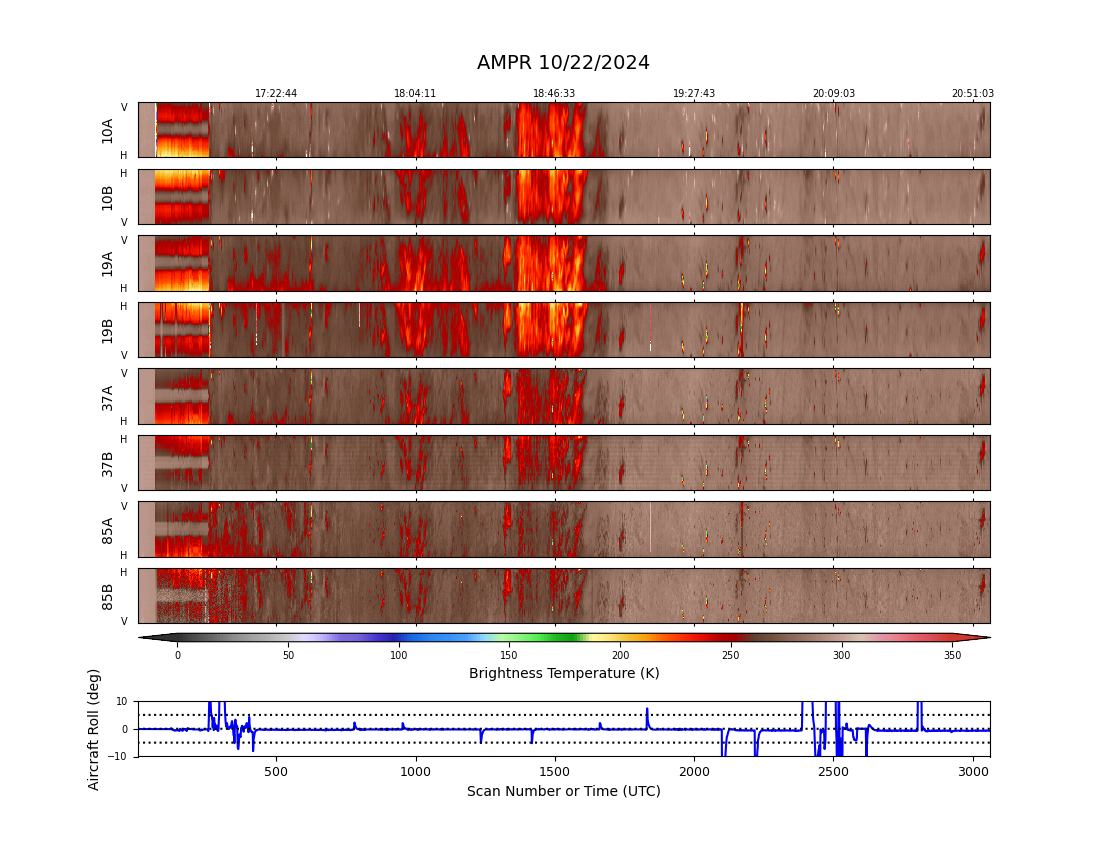 AMPR 10/22/2024
17:22:44 18:04:11 18:46:33 19:27:43 20:09:03 20:51:03
V
10A
H
H
10B
V
V
19A
H
H
19B
V
V
37A
H
H
37B
V
V
85A
H
H
85B
V
0 50 100 150 200 250 300 350
Brightness Temperature (K)
Aircraft Roll (deg)
10
0
−10
500 1000 1500 2000 2500 3000
Scan Number or Time (UTC)